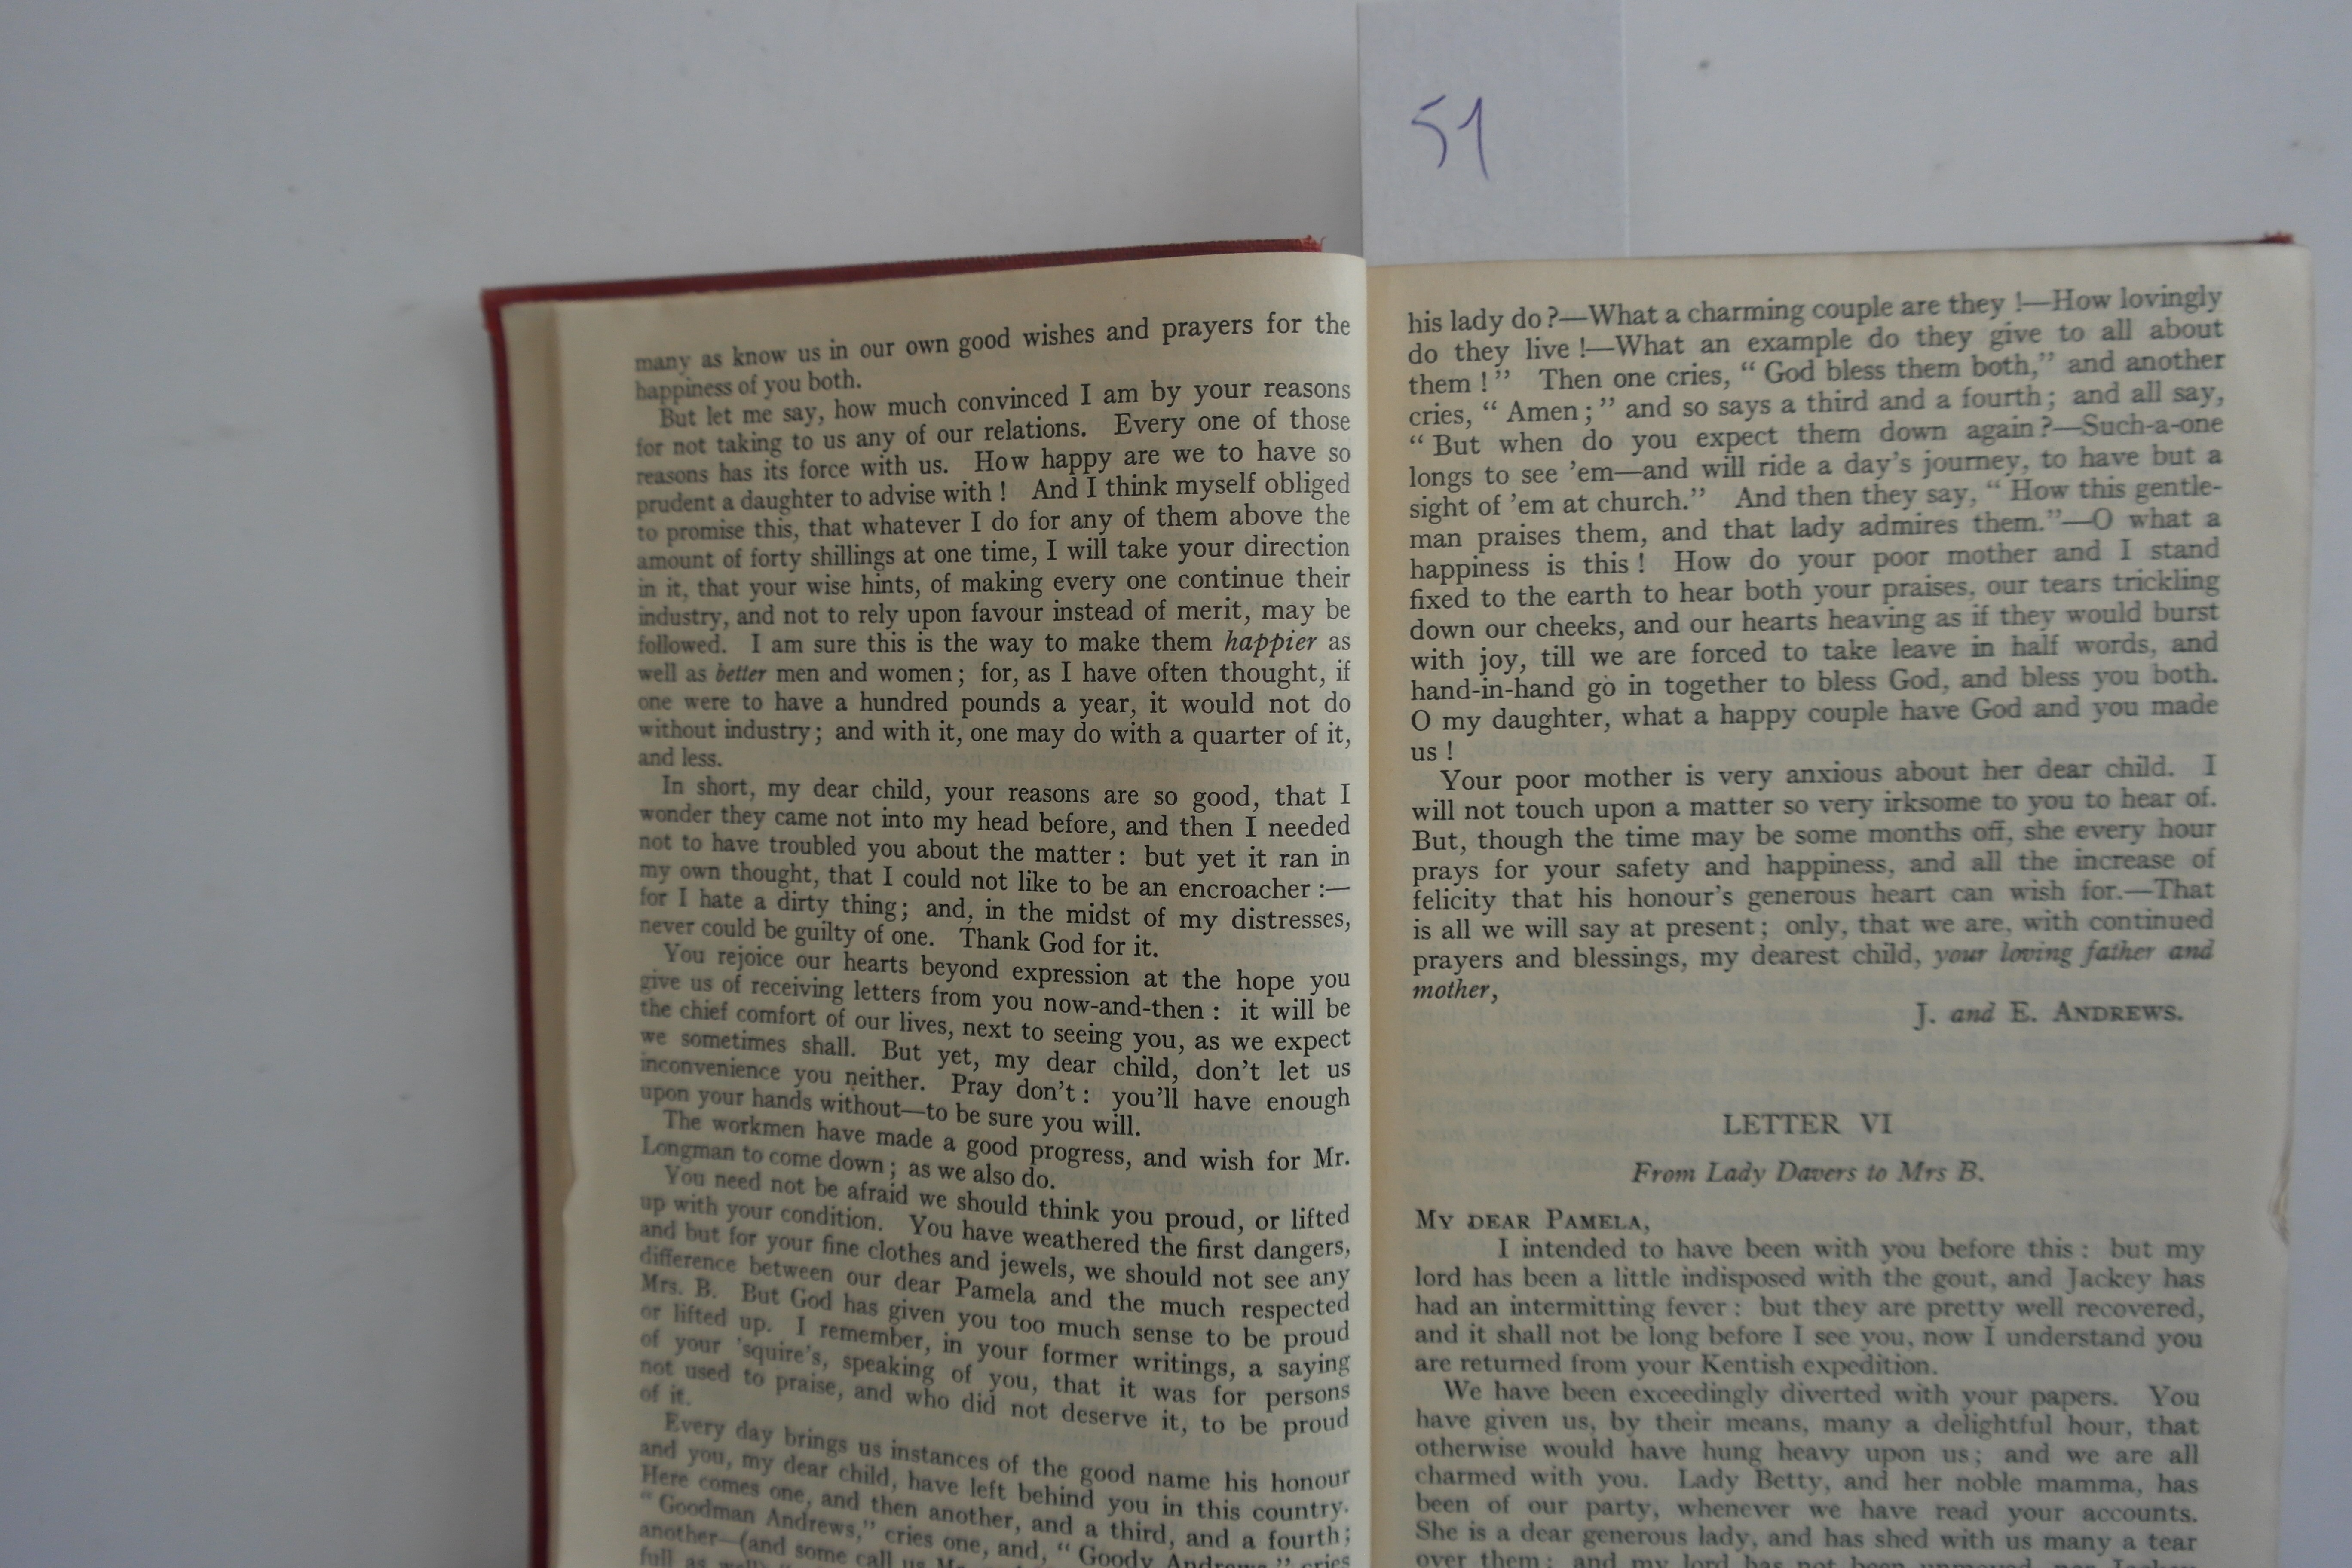 51
many as know us in our own good wishes and prayers for the
happiness of you both.
But let me say, how much convinced I am by your reasons
for not taking to us any of our relations. Every one of those
reasons has its force with us. How happy are we to have so
prudent a daughter to advise with ! And I think myself obliged
to promise this, that whatever I do for any of them above the
amount of forty shillings at one time, I will take your direction
in it, that your wise hints, of making every one continue their
industry, and not to rely upon favour instead of merit, may be
followed. I am sure this is the way to make them happier as
well as better men and women ; for, as I have often thought, if
one were to have a hundred pounds a year, it would not do
without industry ; and with it, one may do with a quarter of it,
and less.
In short, my dear child, your reasons are so good, that I
wonder they came not into my head before, and then I needed
not to have troubled you about the matter : but yet it ran in
my own thought, that I could not like to be an encroacher :—
for I hate a dirty thing ; and, in the midst of my distresses,
never could be guilty of one. Thank God for it.
You rejoice our hearts beyond expression at the hope you
give us of receiving letters from you now-and-then : it will be
the chief comfort of our lives, next to seeing you, as we expect
we sometimes shall. But yet, my dear child, don't let us
inconvenience you neither. Pray don't : you'll have enough
upon your hands without—to be sure you will.
The workmen have made a good progress, and wish for Mr.
Longman to come down ; as we also do.
You need not be afraid we should think you proud, or lifted
up with your condition. You have weathered the first dangers,
and but for your fine clothes and jewels, we should not see any
difference between our dear Pamela and the much respected
Mrs. B. But God has given you too much sense to be proud
or lifted up. I remember, in your former writings, a saying
of your 'squire's, speaking of you, that it was for persons
not used to praise, and who did not deserve it, to be proud
of it.
Every day brings us instances of the good name his honour
and you, my dear child, have left behind you in this country.
Here comes one, and then another, and a third, and a fourth ;
" Goodman Andrews," cries one, and, " Goody Andrews," cries
another—(and some call us
full as well)
his lady do ?—What a charming couple are they !—How lovingly
do they live !—What an example do they give to all about
them ! " Then one cries, " God bless them both," and another
cries, " Amen ; " and so says a third and a fourth ; and all say,
" But when do you expect them down again ?—Such-a-one
longs to see 'em—and will ride a day's journey, to have but a
sight of 'em at church." And then they say, " How this gentle-
man praises them, and that lady admires them."—O what a
happiness is this ! How do your poor mother and I stand
fixed to the earth to hear both your praises, our tears trickling
down our cheeks, and our hearts heaving as if they would burst
with joy, till we are forced to take leave in half words, and
hand-in-hand go in together to bless God, and bless you both.
O my daughter, what a happy couple have God and you made
us !
Your poor mother is very anxious about her dear child. I
will not touch upon a matter so very irksome to you to hear of.
But, though the time may be some months off, she every hour
prays for your safety and happiness, and all the increase of
felicity that his honour's generous heart can wish for.—That
is all we will say at present ; only, that we are, with continued
prayers and blessings, my dearest child, your loving father and
mother,
J. and E. ANDREWS.
LETTER VI
From Lady Davers to Mrs B.
MY DEAR PAMELA,
I intended to have been with you before this : but my
lord has been a little indisposed with the gout, and Jackey has
had an intermitting fever : but they are pretty well recovered,
and it shall not be long before I see you, now I understand you
are returned from your Kentish expedition.
We have been exceedingly diverted with your papers. You
have given us, by their means, many a delightful hour, that
otherwise would have hung heavy upon us ; and we are all
charmed with you. Lady Betty, and her noble mamma, has
been of our party, whenever we have read your accounts.
She is a dear generous lady, and has shed with us many a tear
over them ; and my lord has not been unmoved, nor Jackey